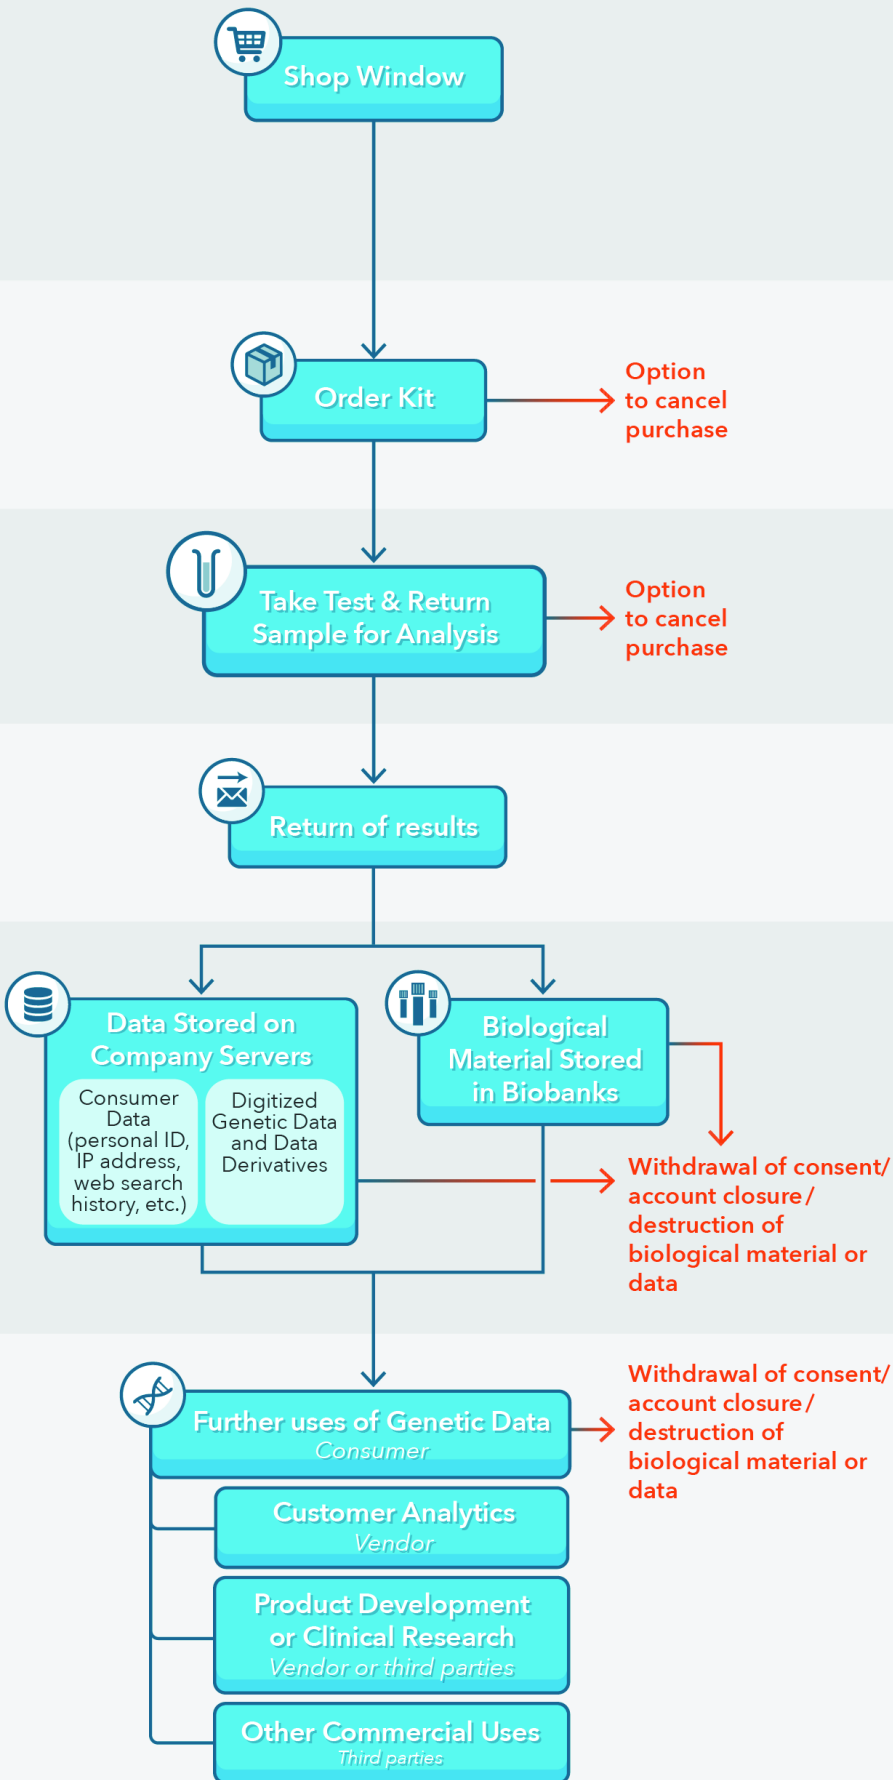 Shop Window
Order Kit
Option
to cancel
purchase
Take Test & Return
Sample for Analysis
Option
to cancel
purchase
Return of results
Data Stored on
Company Servers
Consumer
Data
(personal ID,
IP address,
web search
history, etc.)
Digitized
Genetic Data
and Data
Derivatives
Biological
Material Stored
in Biobanks
Withdrawal of consent/
account closure/
destruction of
biological material or
data
Further uses of Genetic Data
Consumer
Withdrawal of consent/
account closure/
destruction of
biological material or
data
Customer Analytics
Vendor
Product Development
or Clinical Research
Vendor or third parties
Other Commercial Uses
Third parties